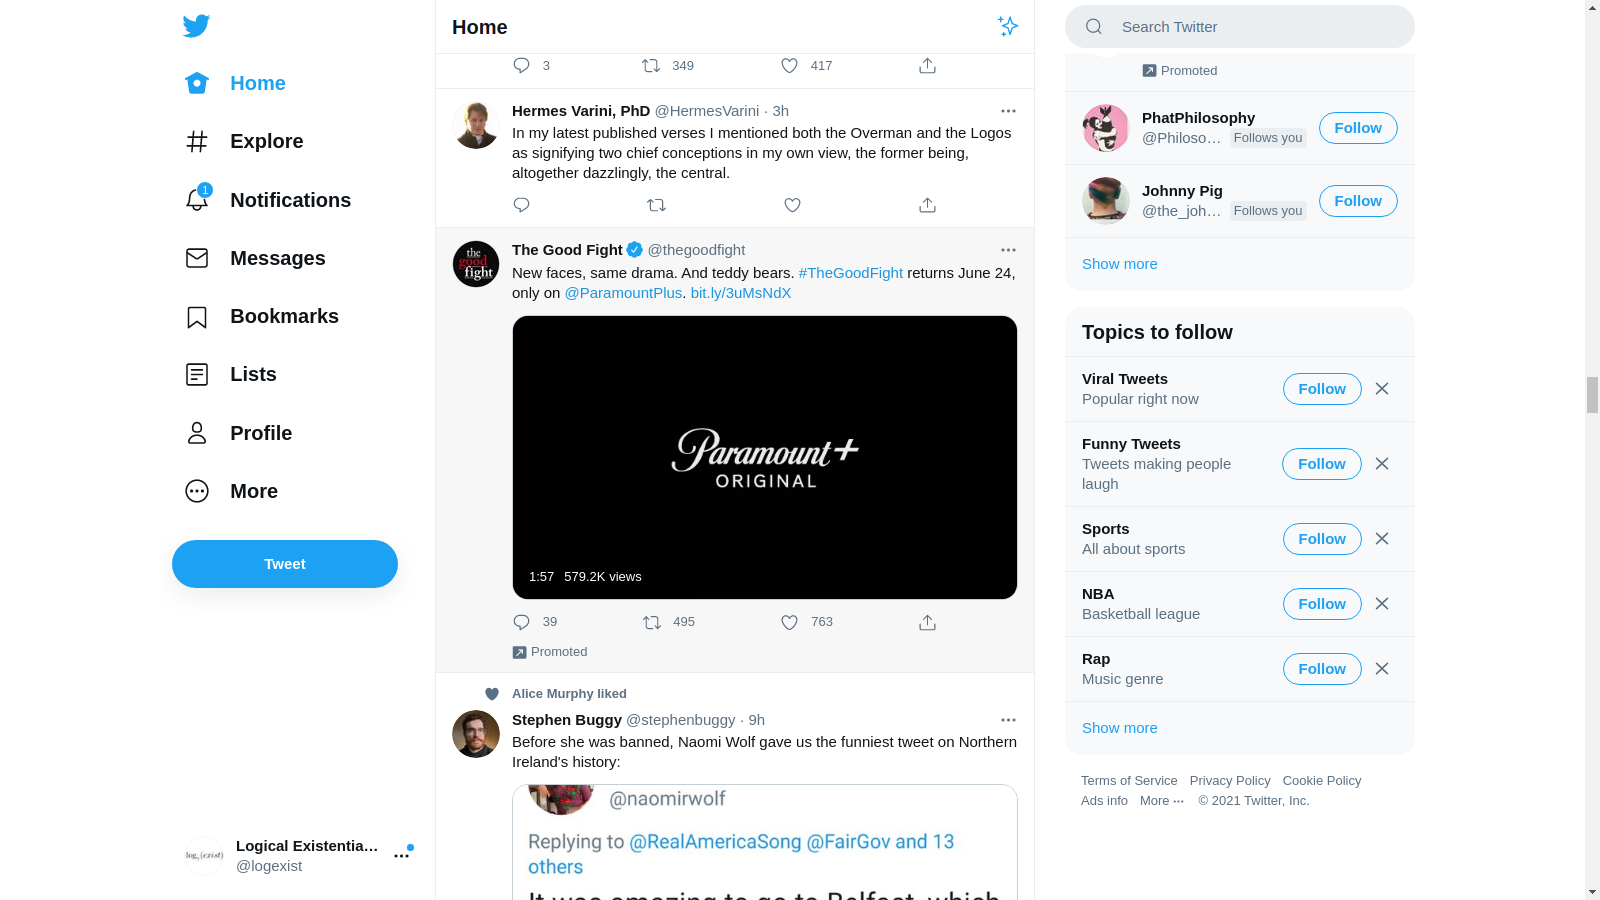 Home
Explore
1
Notifications
Messages
Bookmarks
Lists
Profile
More
Tweet
Logical Existentia…
@logexist
Home
3 349 417
Hermes Varini, PhD @HermesVarini · 3h
In my latest published verses I mentioned both the Overman and the Logos
as signifying two chief conceptions in my own view, the former being,
altogether dazzlingly, the central.
the
good
fight
The Good Fight @thegoodfight
New faces, same drama. And teddy bears. #TheGoodFight returns June 24,
only on @ParamountPlus. bit.ly/3uMsNdX
Paramount+
ORIGINAL
1:57 579.2K views
39 495 763
Promoted
Alice Murphy liked
Stephen Buggy @stephenbuggy · 9h
Before she was banned, Naomi Wolf gave us the funniest tweet on Northern
Ireland's history:
@naomirwolf
Replying to @RealAmericaSong @FairGov and 13
others
It was amazing to go to Belfast, which
Search Twitter
Promoted
PhatPhilosophy
@Philoso… Follows you
Follow
Johnny Pig
@the_joh… Follows you
Follow
Show more
Topics to follow
Viral Tweets
Popular right now
Follow
Funny Tweets
Tweets making people
laugh
Follow
Sports
All about sports
Follow
NBA
Basketball league
Follow
Rap
Music genre
Follow
Show more
Terms of Service Privacy Policy Cookie Policy
Ads info More ··· © 2021 Twitter, Inc.